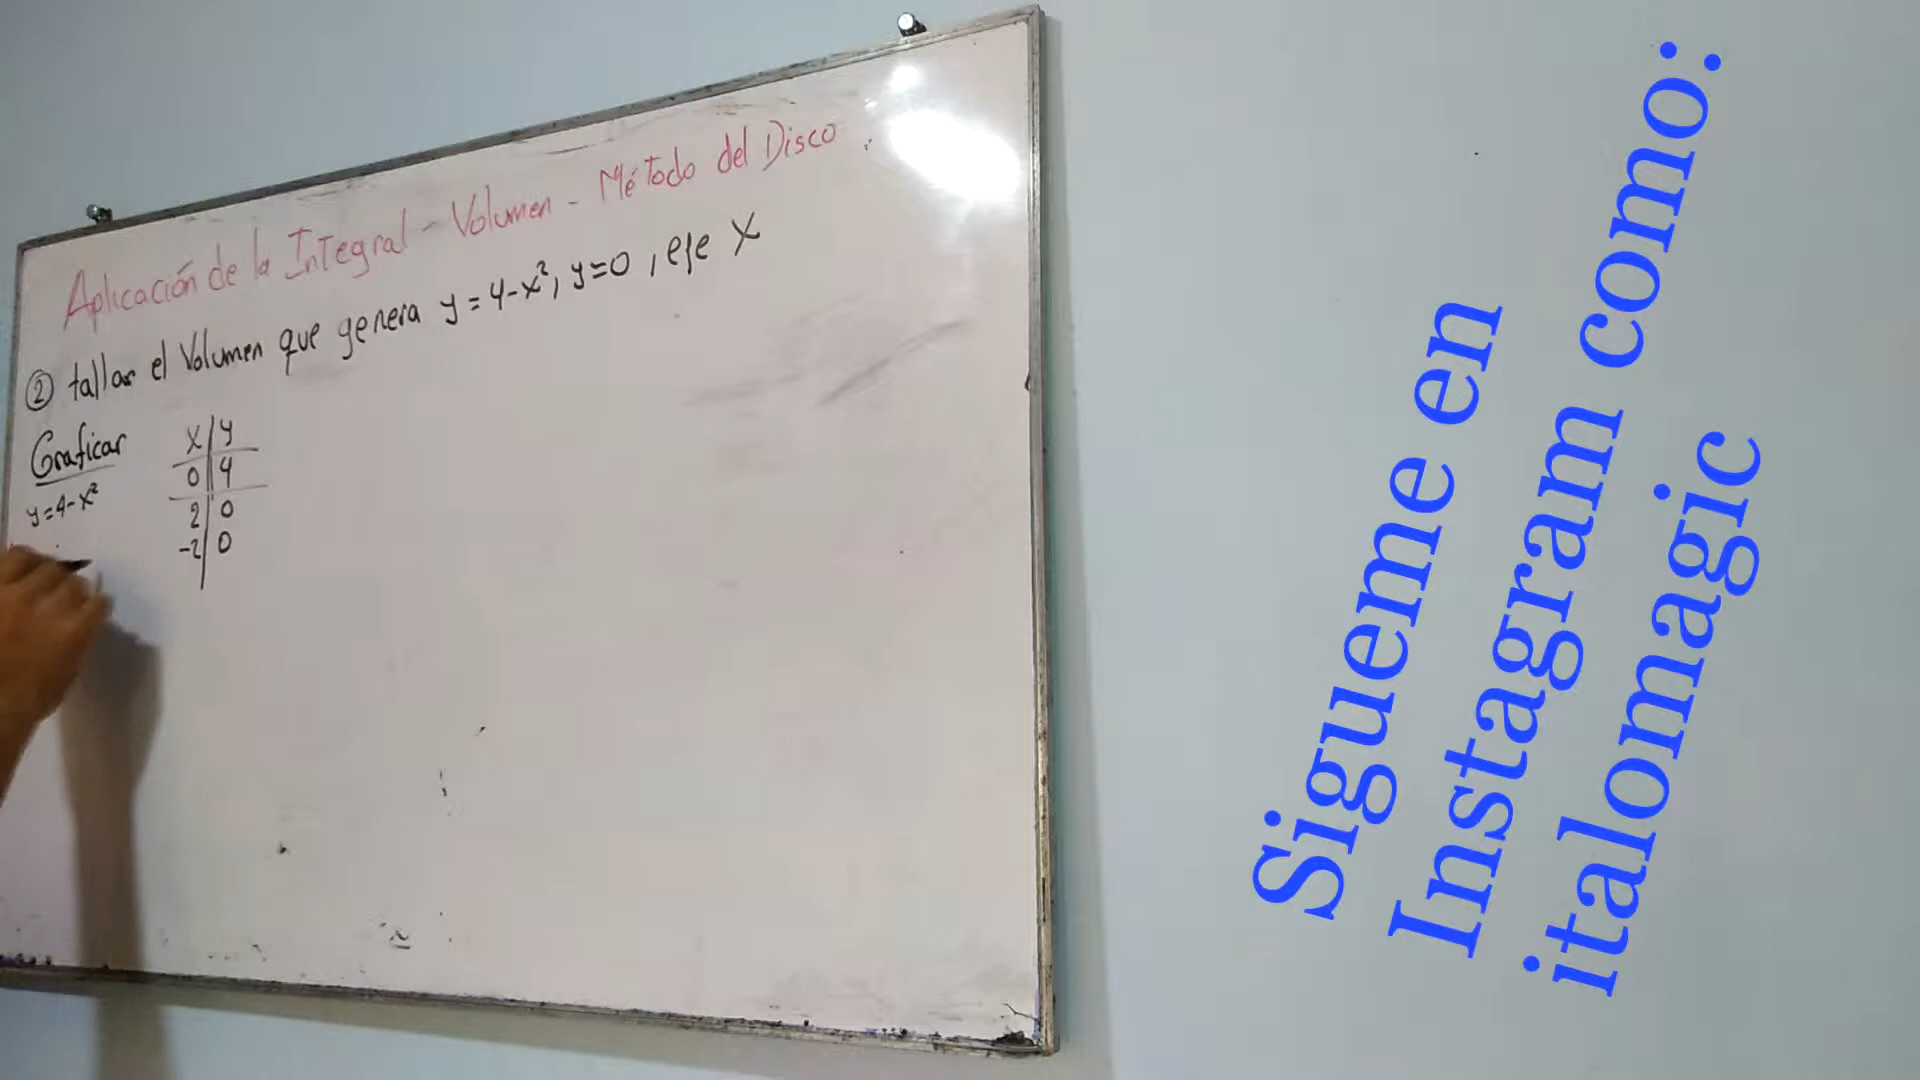 Aplicación de la Integral - Volumen - Método del Disco.
② tallar el Volumen que genera y = 4-x², y=0, eje X
Graficar
y=4-x²
x | y
0 | 4
2 | 0
-2 | 0
Sigueme en
Instagram como:
italomagic